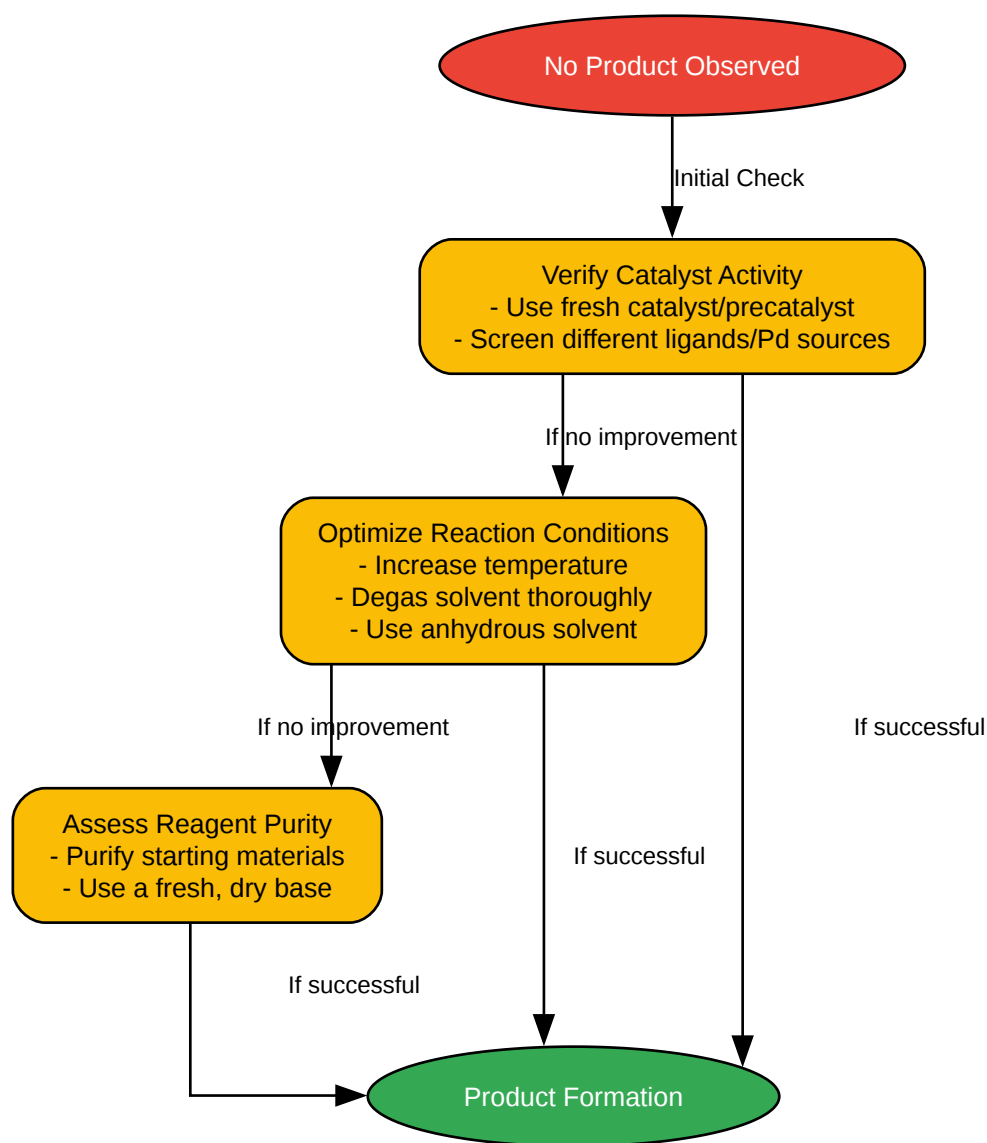 No Product Observed
Initial Check
Verify Catalyst Activity
- Use fresh catalyst/precatalyst
- Screen different ligands/Pd sources
If no improvement
Optimize Reaction Conditions
- Increase temperature
- Degas solvent thoroughly
- Use anhydrous solvent
If no improvement
If successful
Assess Reagent Purity
- Purify starting materials
- Use a fresh, dry base
If successful
If successful
Product Formation